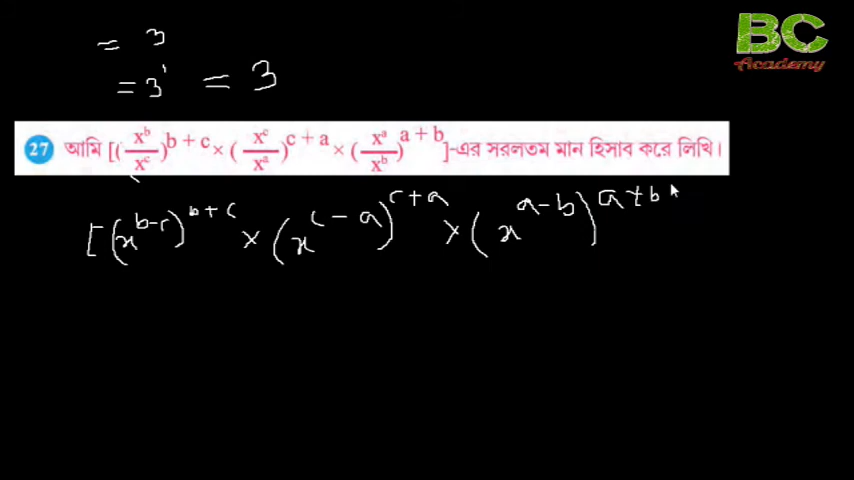 = 3
= 3¹ = 3
BC
Academy
27 আমি [(x^b/x^c)^b + c × (x^c/x^a)^c + a × (x^a/x^b)^a + b]-এর সরলতম মান হিসাব করে লিখি।
[(x^b-c)^b+c × (x^c-a)^c+a × (x^a-b)^a+b